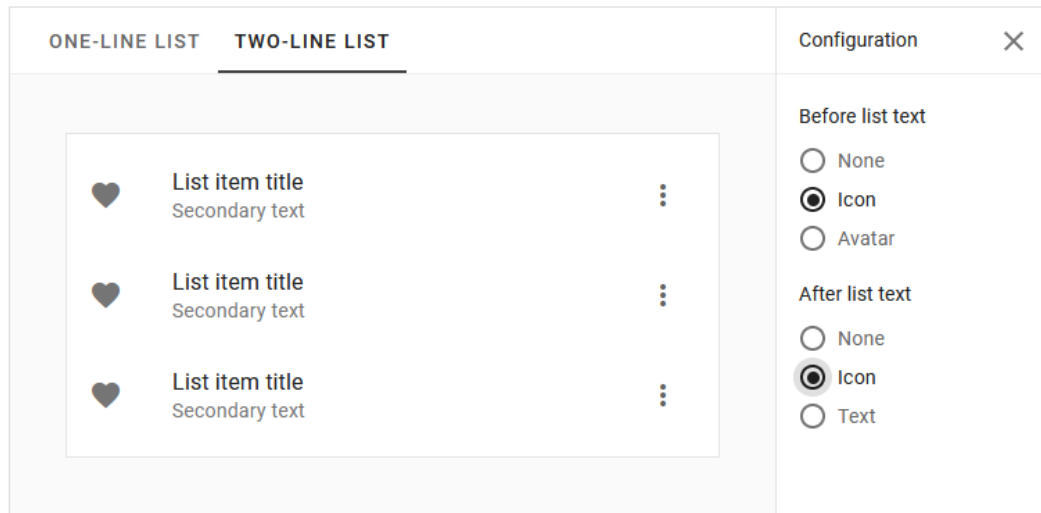 ONE-LINE LIST TWO-LINE LIST
List item title
Secondary text
List item title
Secondary text
List item title
Secondary text
Configuration
Before list text
None
Icon
Avatar
After list text
None
Icon
Text